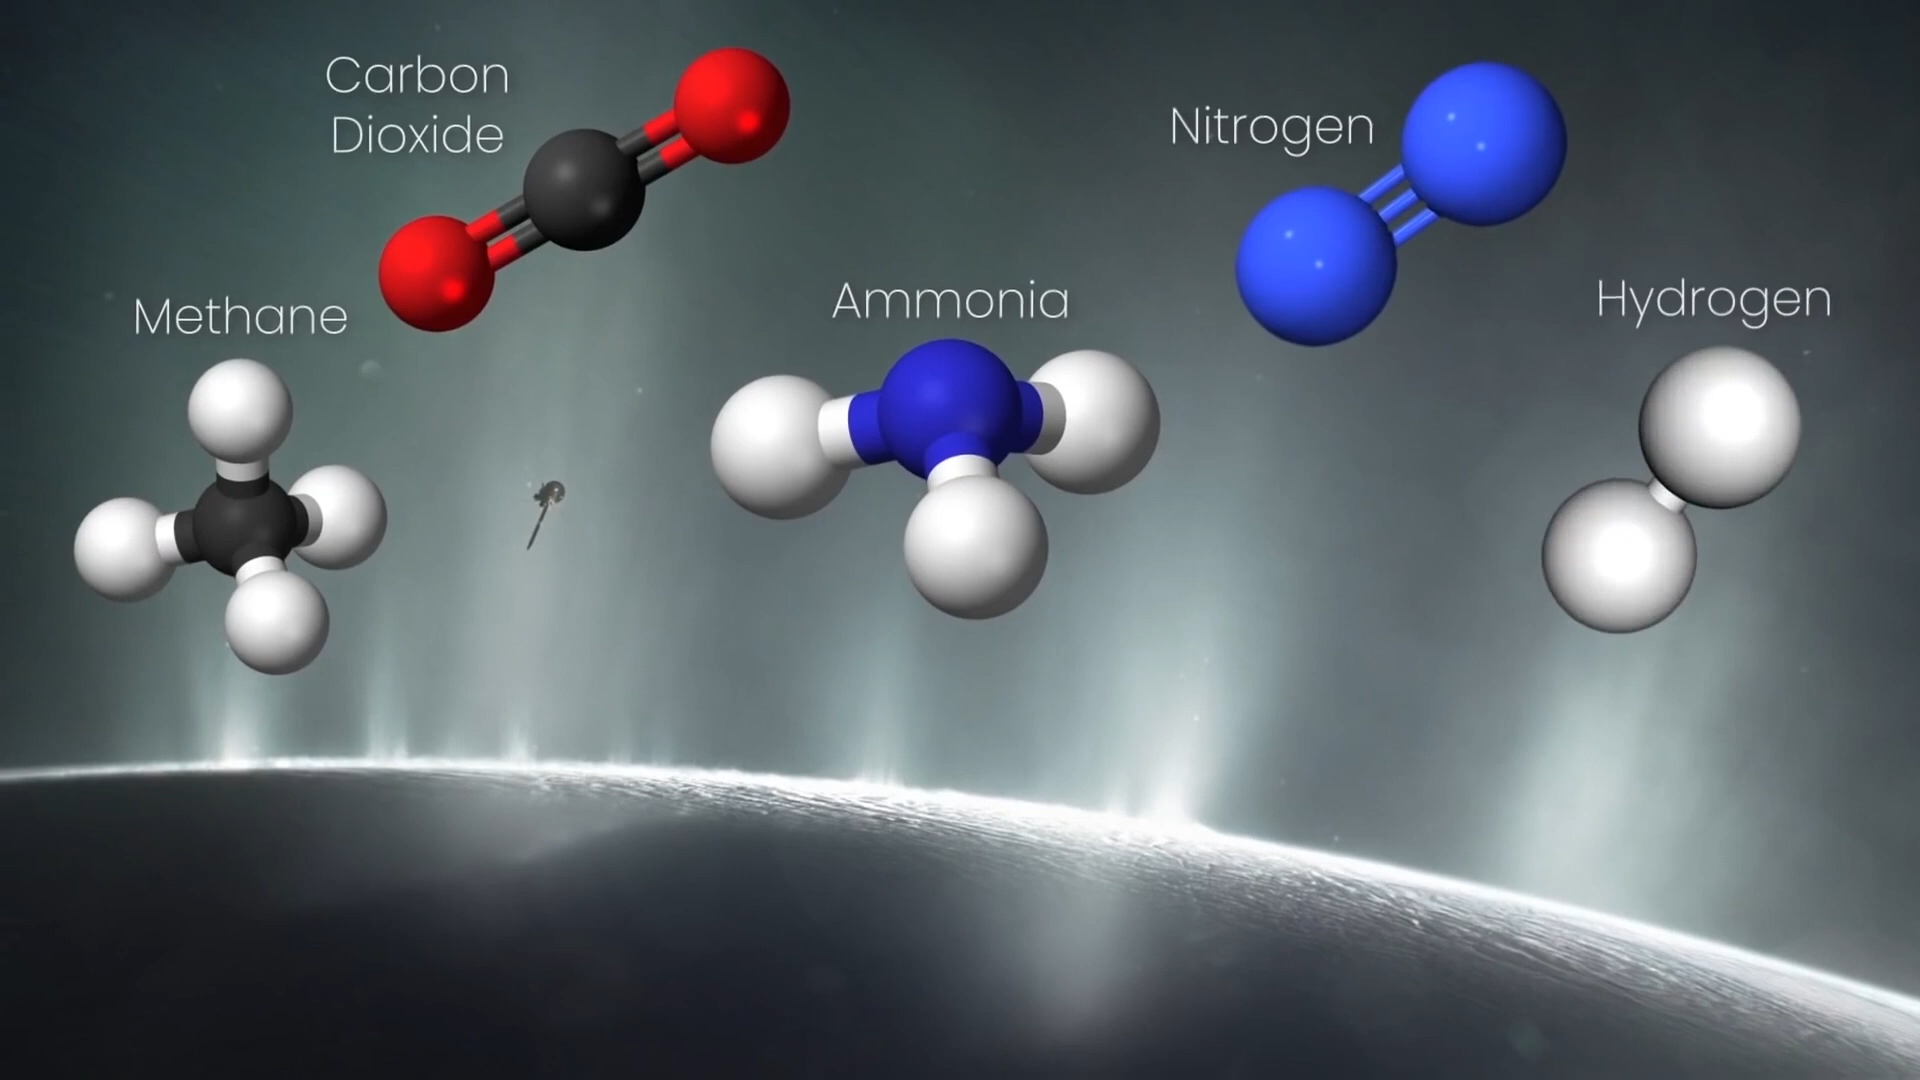 Carbon
Dioxide
Nitrogen
Methane
Ammonia
Hydrogen